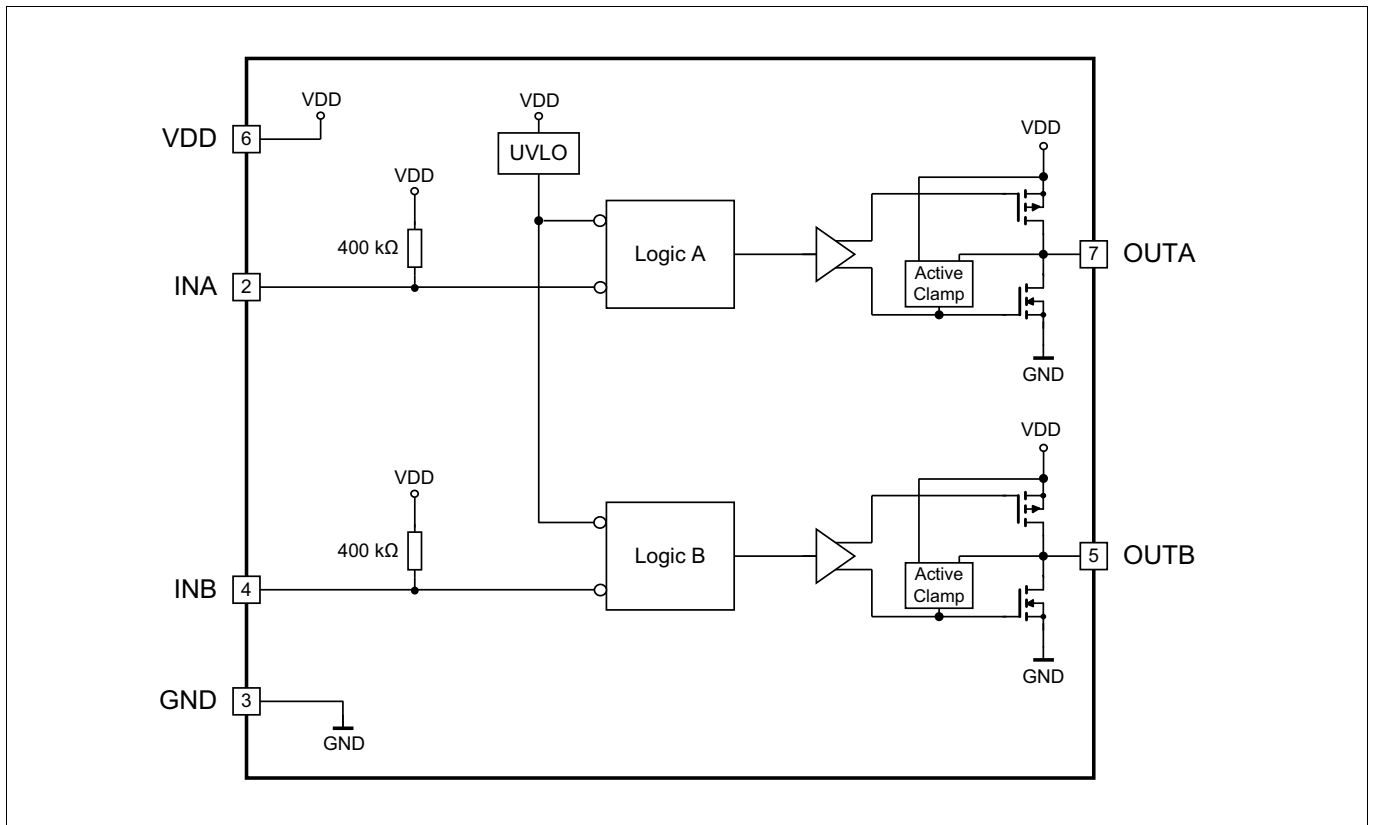 VDD
6
VDD
VDD
UVLO
VDD
VDD
400 kΩ
Logic A
7
OUTA
INA
2
Active
Clamp
GND
VDD
VDD
400 kΩ
Logic B
5
OUTB
INB
4
Active
Clamp
GND
GND
3
GND